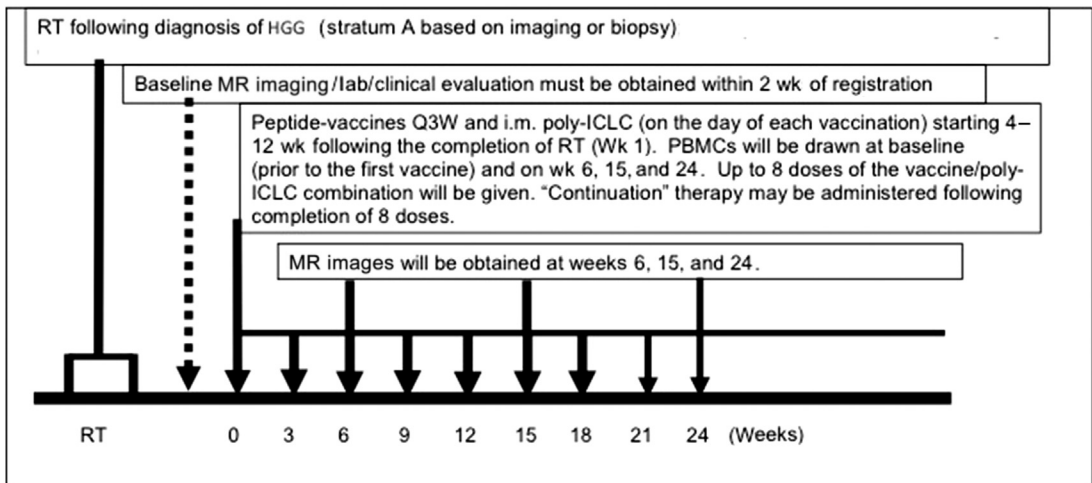 RT following diagnosis of HGG (stratum A based on imaging or biopsy)
Baseline MR imaging/lab/clinical evaluation must be obtained within 2 wk of registration
Peptide-vaccines Q3W and i.m. poly-ICLC (on the day of each vaccination) starting 4–
12 wk following the completion of RT (Wk 1). PBMCs will be drawn at baseline
(prior to the first vaccine) and on wk 6, 15, and 24. Up to 8 doses of the vaccine/poly-
ICLC combination will be given. “Continuation” therapy may be administered following
completion of 8 doses.
MR images will be obtained at weeks 6, 15, and 24.
RT 0 3 6 9 12 15 18 21 24 (Weeks)